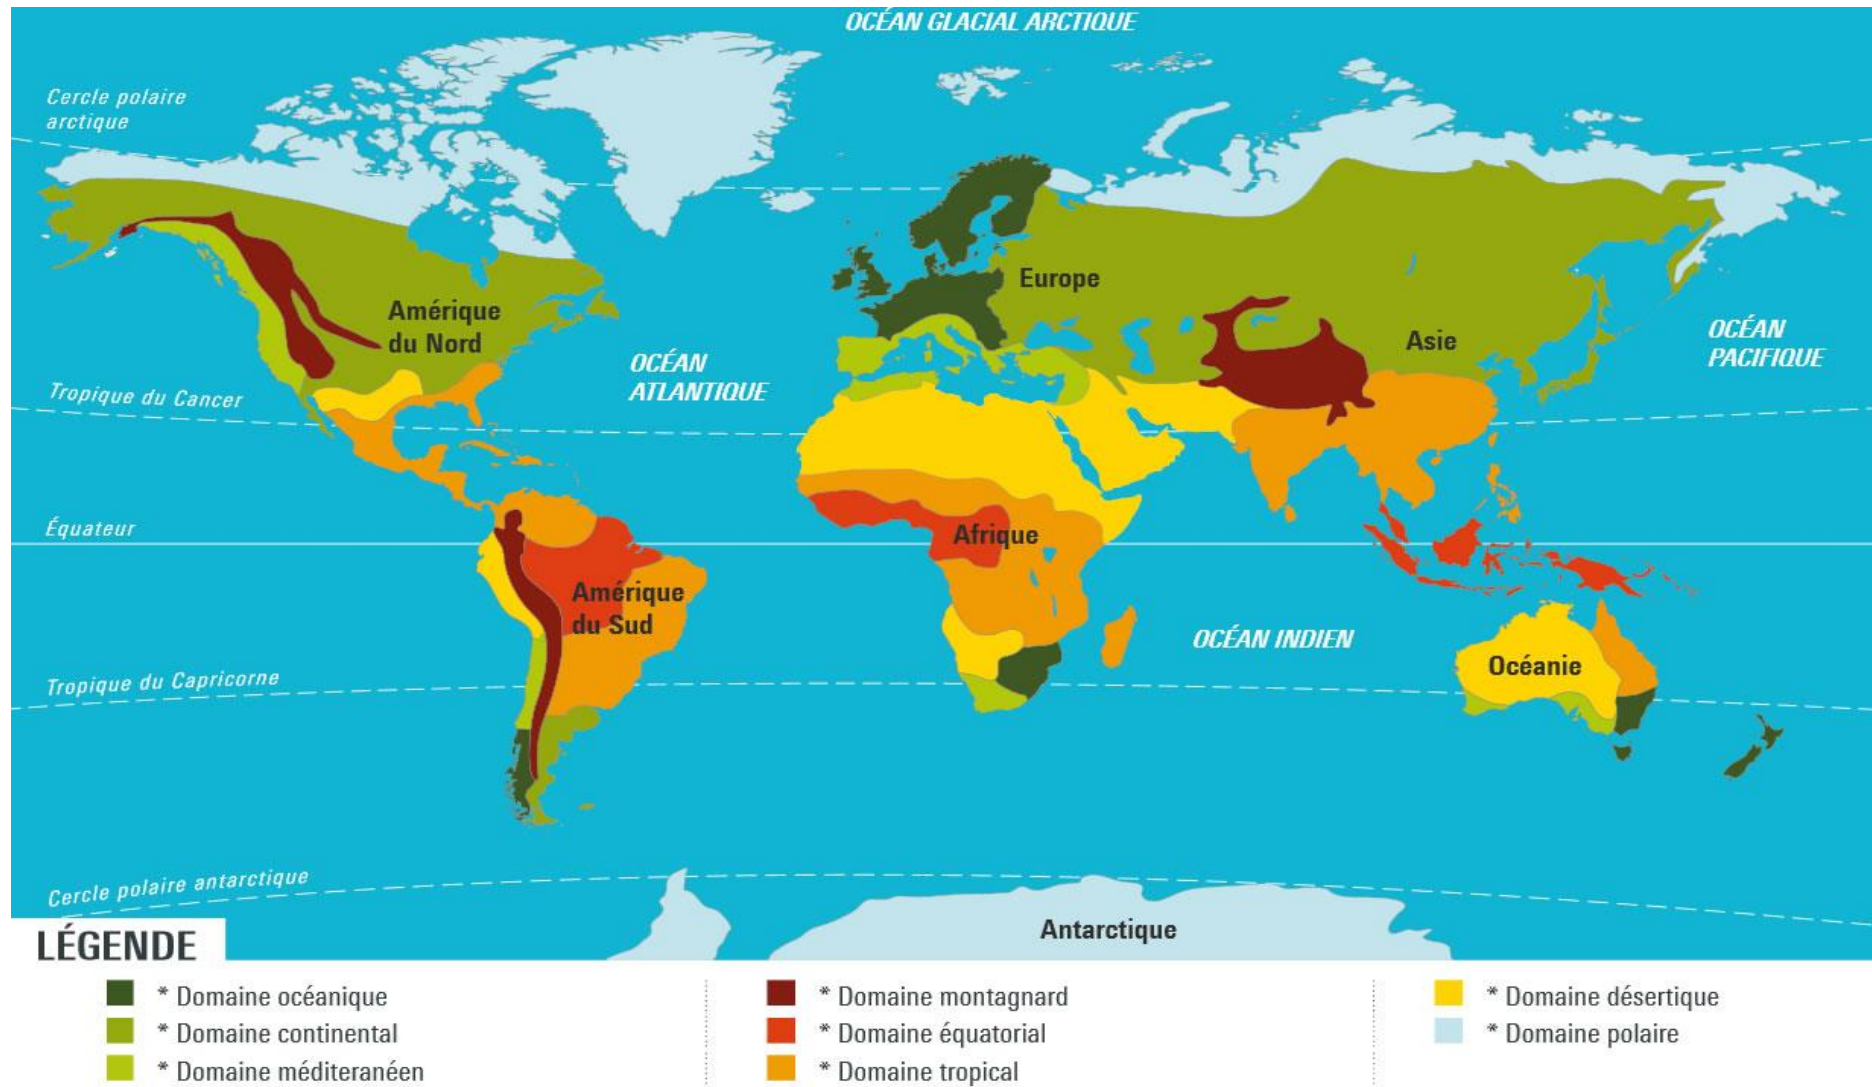 OCÉAN GLACIAL ARCTIQUE
Cercle polaire
arctique
Europe
Amérique
du Nord
OCÉAN
ATLANTIQUE
Asie
OCÉAN
PACIFIQUE
Tropique du Cancer
Équateur
Afrique
Amérique
du Sud
OCÉAN INDIEN
Océanie
Tropique du Capricorne
Cercle polaire antarctique
Antarctique
LÉGENDE
* Domaine océanique
* Domaine continental
* Domaine méditeranéen
* Domaine montagnard
* Domaine équatorial
* Domaine tropical
* Domaine désertique
* Domaine polaire